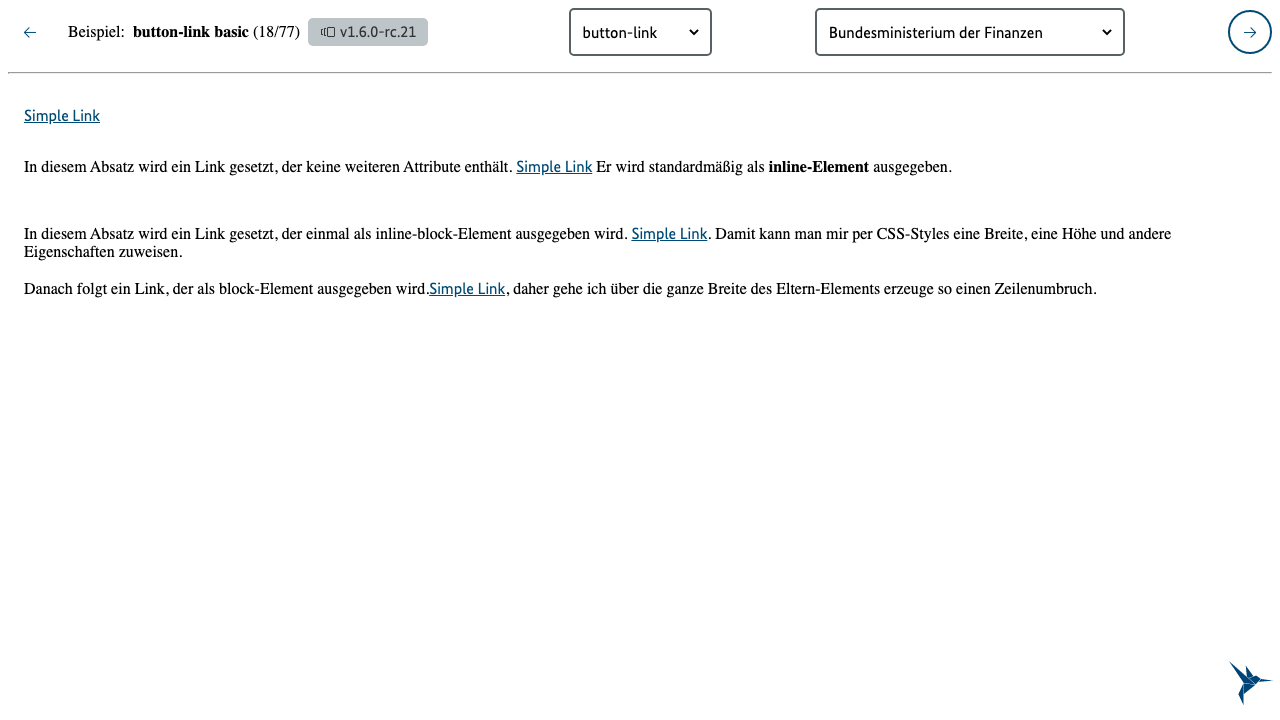 Beispiel: button-link basic (18/77) v1.6.0-rc.21 button-link Bundesministerium der Finanzen
Simple Link
In diesem Absatz wird ein Link gesetzt, der keine weiteren Attribute enthält. Simple Link Er wird standardmäßig als inline-Element ausgegeben.
In diesem Absatz wird ein Link gesetzt, der einmal als inline-block-Element ausgegeben wird. Simple Link. Damit kann man mir per CSS-Styles eine Breite, eine Höhe und andere
Eigenschaften zuweisen.
Danach folgt ein Link, der als block-Element ausgegeben wird.Simple Link, daher gehe ich über die ganze Breite des Eltern-Elements erzeuge so einen Zeilenumbruch.